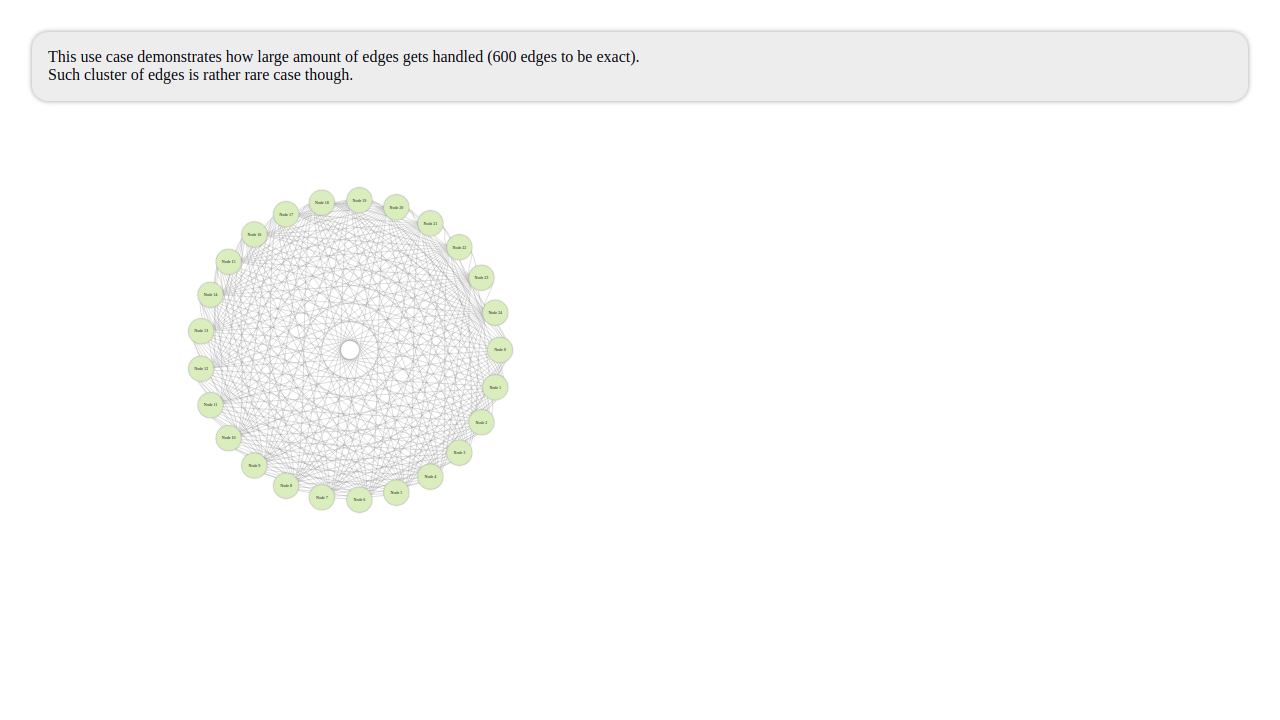 This use case demonstrates how large amount of edges gets handled (600 edges to be exact).
Such cluster of edges is rather rare case though.
Node 19
Node 18
Node 20
Node 17
Node 21
Node 16
Node 22
Node 15
Node 23
Node 14
Node 24
Node 13
Node 0
Node 12
Node 1
Node 11
Node 2
Node 10
Node 3
Node 9
Node 4
Node 8
Node 5
Node 7
Node 6